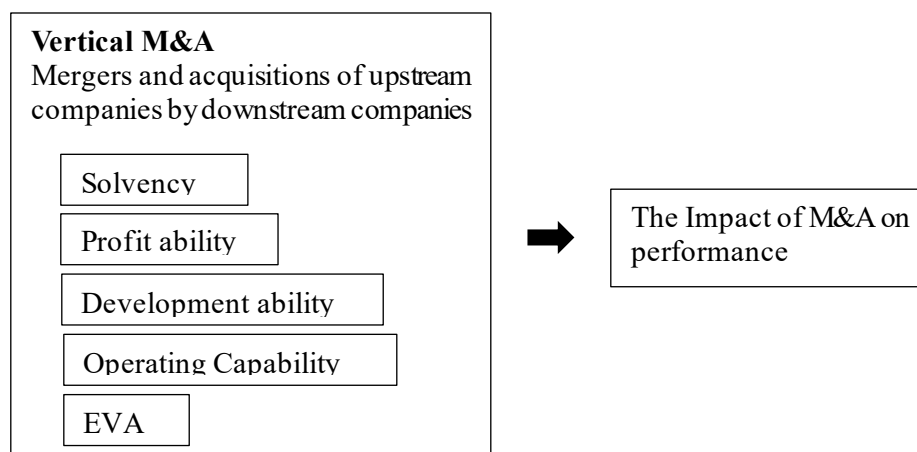 Vertical M&A
Mergers and acquisitions of upstream
companies by downstream companies
Solvency
Profit ability
Development ability
Operating Capability
EVA
The Impact of M&A on
performance